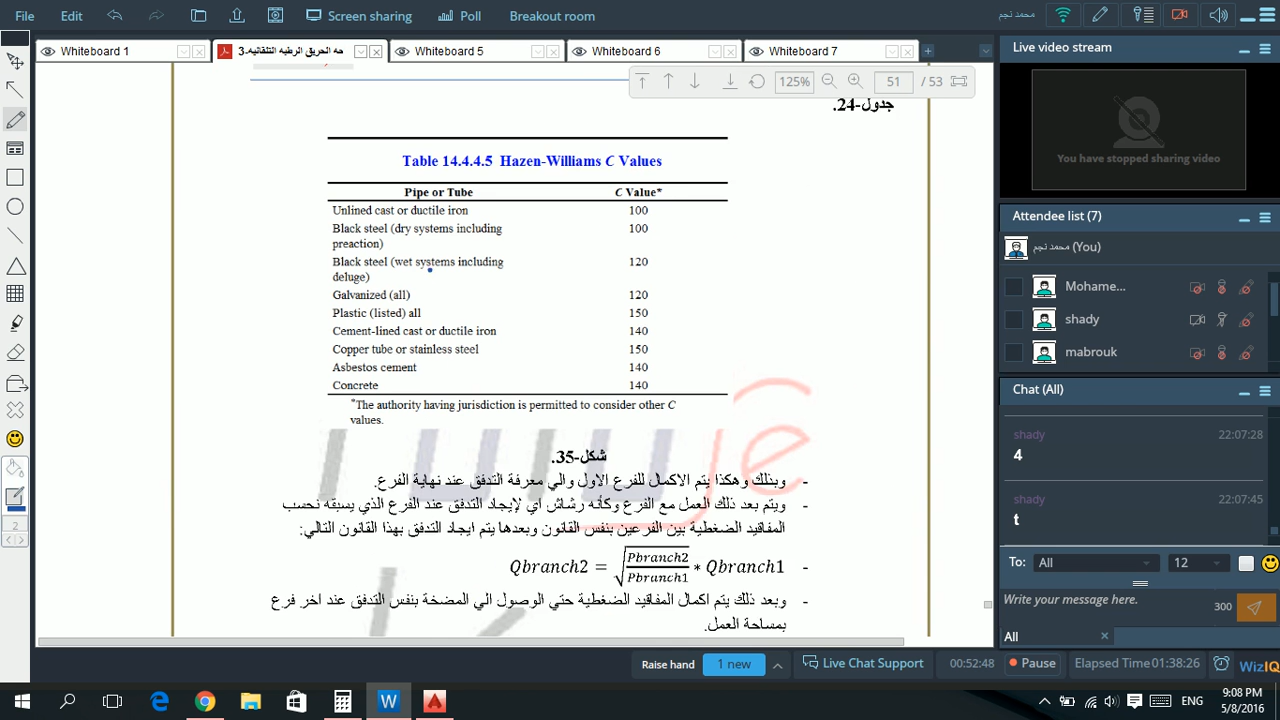 File Edit Screen sharing Poll Breakout room محمد نجم
Whiteboard 1 3.حه الحريق الرطبه التلقائيه Whiteboard 5 Whiteboard 6 Whiteboard 7
125% 51 / 53
جدول-24.
Table 14.4.4.5 Hazen-Williams C Values
Pipe or Tube C Value*
Unlined cast or ductile iron 100
Black steel (dry systems including 100
preaction)
Black steel (wet systems including 120
deluge)
Galvanized (all) 120
Plastic (listed) all 150
Cement-lined cast or ductile iron 140
Copper tube or stainless steel 150
Asbestos cement 140
Concrete 140
*The authority having jurisdiction is permitted to consider other C
values.
شكل-35.
- وبذلك وهكذا يتم الاكمال للفرع الاول والي معرفة التدفق عند نهاية الفرع.
- ويتم بعد ذلك العمل مع الفرع وكأنه رشاش اي لإيجاد التدفق عند الفرع الذي يسبقه نحسب
المفاقيد الضغطية بين الفرعين بنفس القانون وبعدها يتم ايجاد التدفق بهذا القانون التالي:
- Qbranch2 = √(Pbranch2/Pbranch1) * Qbranch1
- وبعد ذلك يتم اكمال المفاقيد الضغطية حتي الوصول الي المضخة بنفس التدفق عند اخر فرع
بمساحة العمل.
2
Live video stream
You have stopped sharing video
Attendee list (7)
محمد نجم (You)
Mohame...
shady
mabrouk
Chat (All)
shady 22:07:28
4
shady 22:07:45
t
To: All 12
Write your message here. 300
All
Raise hand 1 new Live Chat Support 00:52:48 Pause Elapsed Time 01:38:26 WizIQ
ENG 9:08 PM
5/8/2016